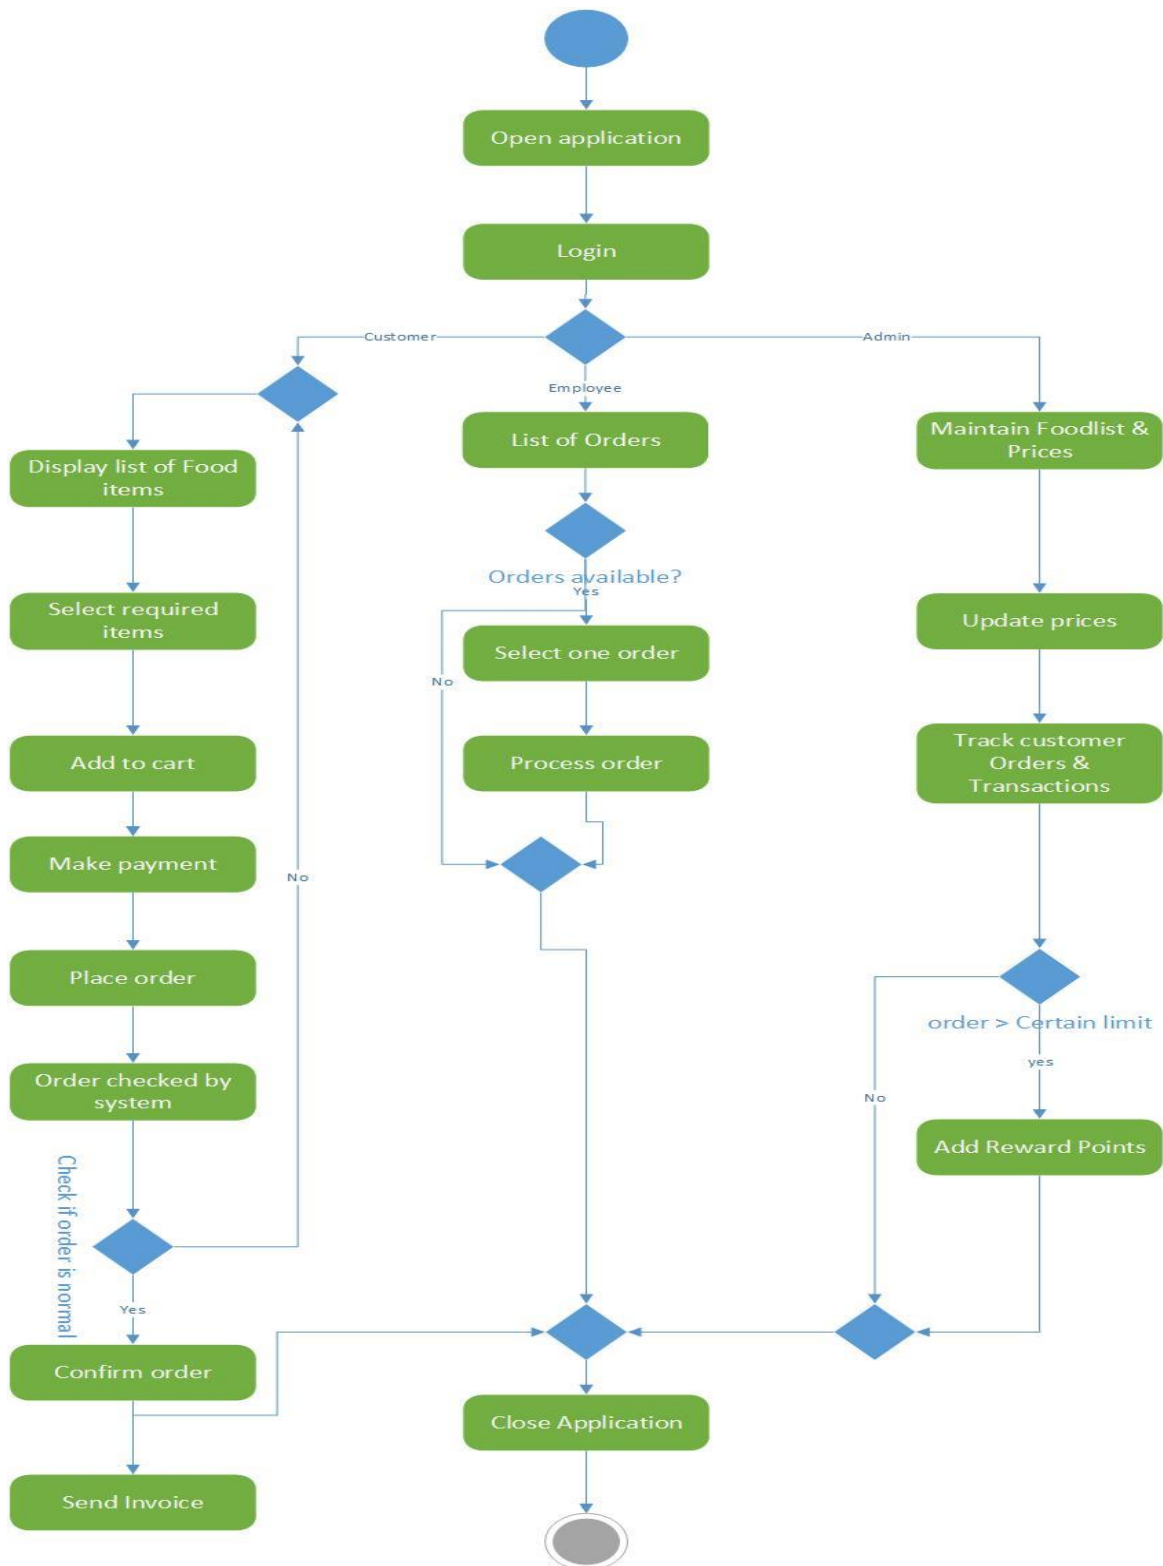 Open application
Login
Customer
Admin
Employee
List of Orders
Maintain Foodlist &
Prices
Display list of Food
items
Orders available?
Yes
Select required
items
Update prices
Select one order
No
Add to cart
Process order
Track customer
Orders &
Transactions
Make payment
No
Place order
order > Certain limit
yes
Order checked by
system
No
Add Reward Points
Check if order is normal
Yes
Confirm order
Close Application
Send Invoice